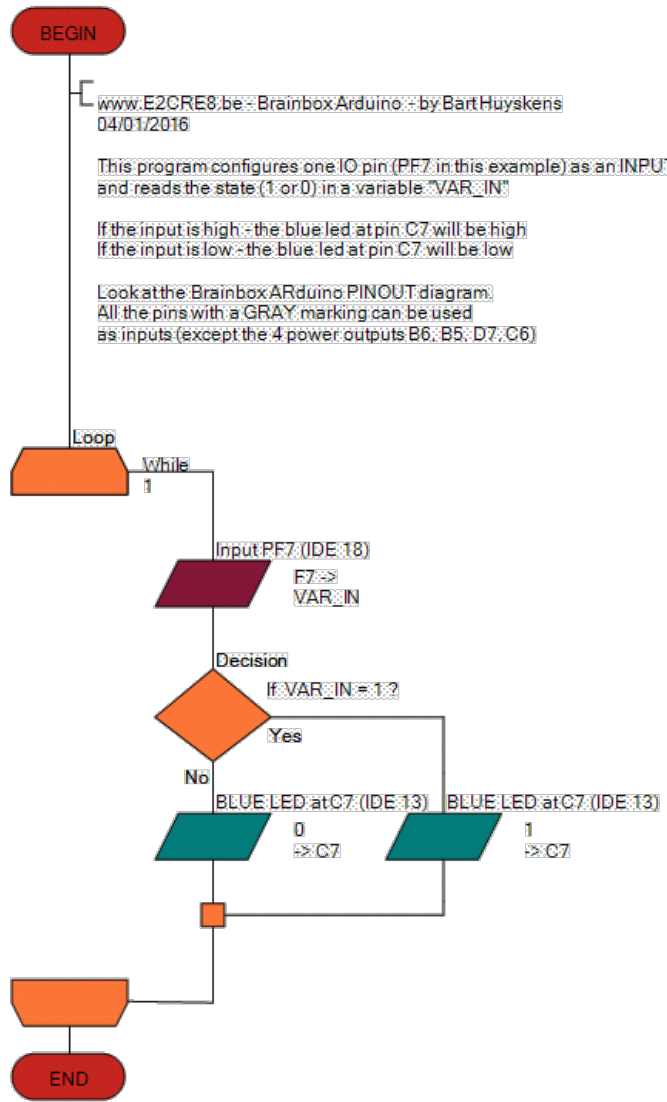 BEGIN
www.E2CRE8.be - Brainbox Arduino - by Bart Huyskens
04/01/2016
This program configures one IO pin (PF7 in this example) as an INPUT
and reads the state (1 or 0) in a variable "VAR_IN"
If the input is high - the blue led at pin C7 will be high
If the input is low - the blue led at pin C7 will be low
Look at the Brainbox ARduino PINOUT diagram.
All the pins with a GRAY marking can be used
as inputs (except the 4 power outputs B6, B5, D7, C6)
Loop
While
1
Input PF7 (IDE 18)
F7 ->
VAR_IN
Decision
If VAR_IN = 1 ?
Yes
No
BLUE LED at C7 (IDE 13)
0
-> C7
BLUE LED at C7 (IDE 13)
1
-> C7
END